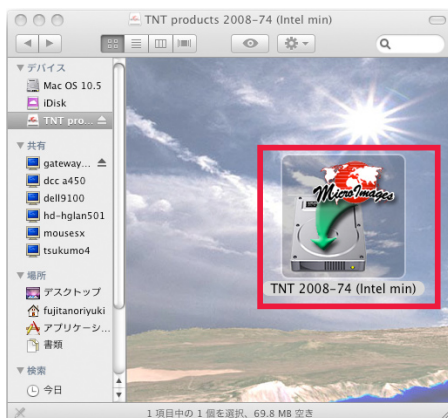 TNT products 2008-74 (Intel min)
デバイス
Mac OS 10.5
iDisk
TNT pro...
共有
gateway...
dcc a450
dell9100
hd-hglan501
mousesx
tsukumo4
場所
デスクトップ
fujitanoriyuki
アプリケーシ...
書類
検索
今日
MicroImages
TNT 2008-74 (Intel min)
1 項目中の 1 個を選択、69.8 MB 空き